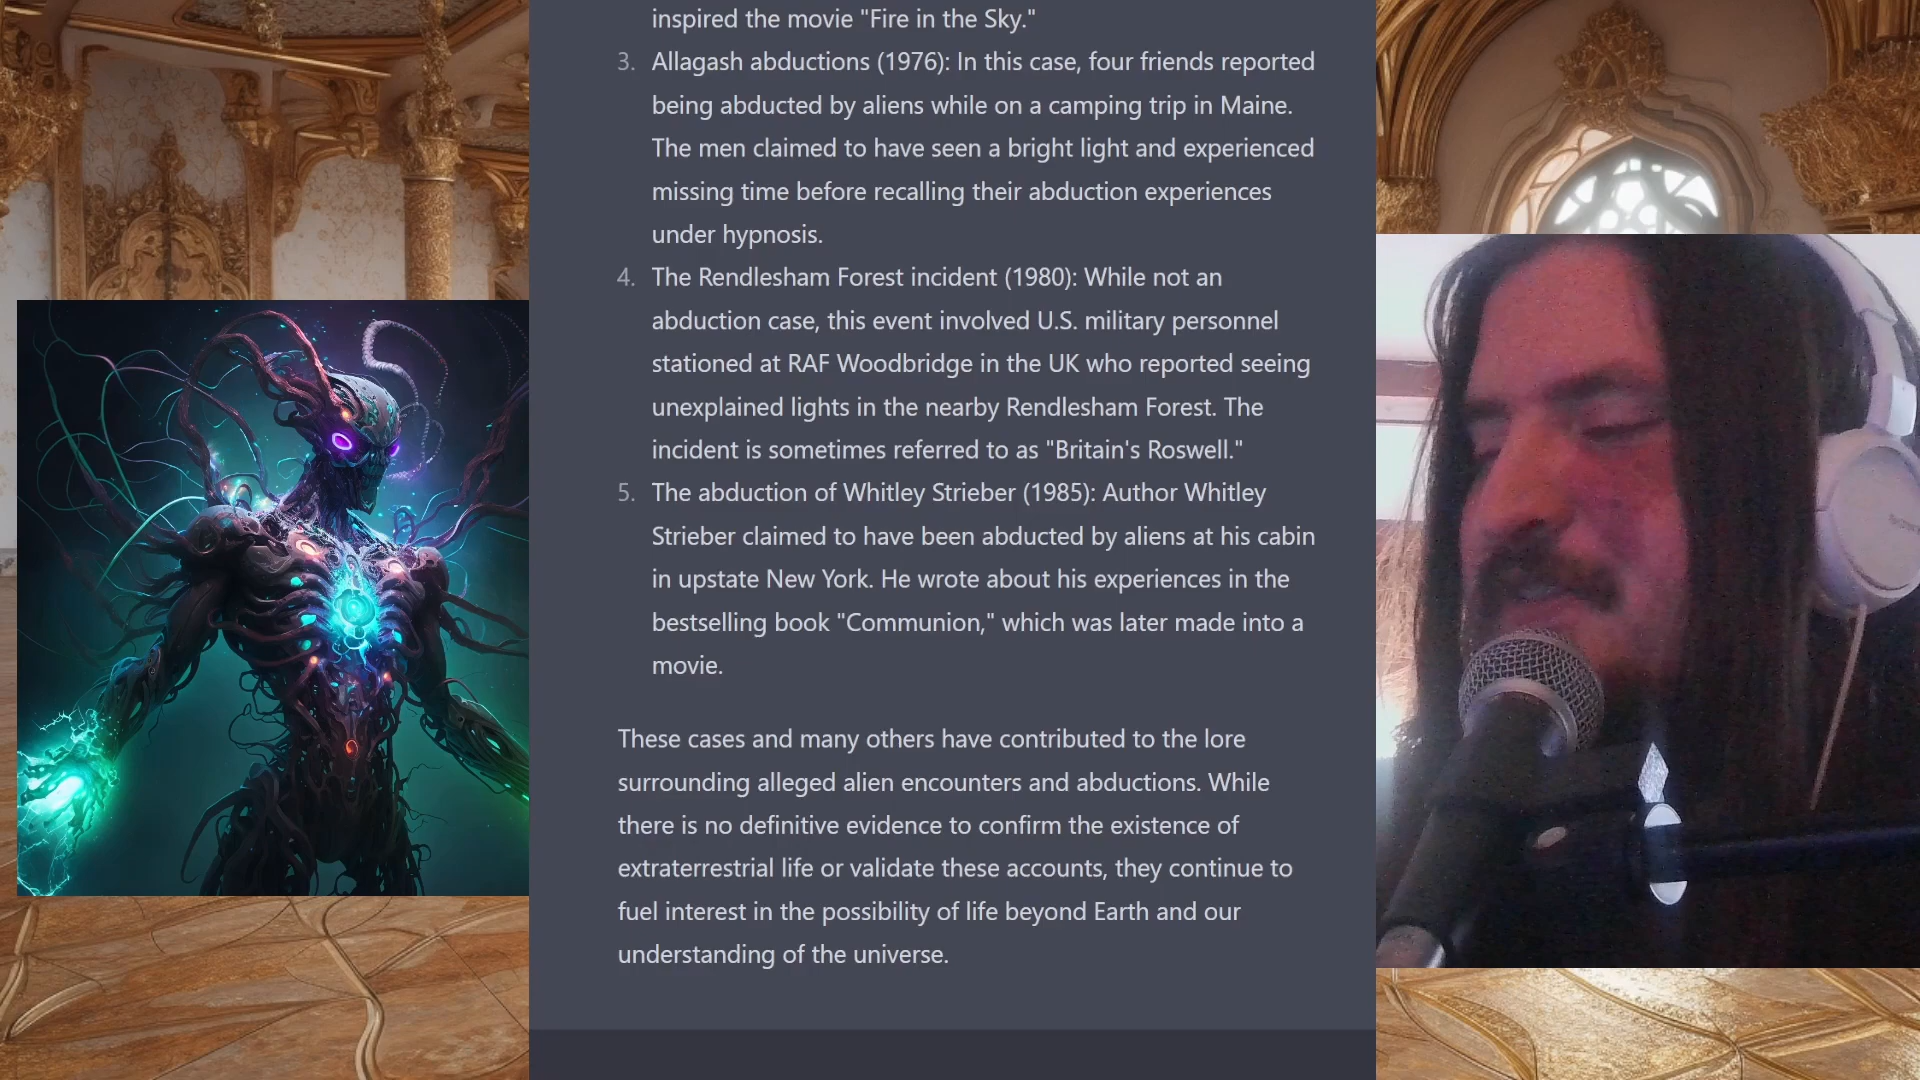 inspired the movie "Fire in the Sky."
3. Allagash abductions (1976): In this case, four friends reported
being abducted by aliens while on a camping trip in Maine.
The men claimed to have seen a bright light and experienced
missing time before recalling their abduction experiences
under hypnosis.
4. The Rendlesham Forest incident (1980): While not an
abduction case, this event involved U.S. military personnel
stationed at RAF Woodbridge in the UK who reported seeing
unexplained lights in the nearby Rendlesham Forest. The
incident is sometimes referred to as "Britain's Roswell."
5. The abduction of Whitley Strieber (1985): Author Whitley
Strieber claimed to have been abducted by aliens at his cabin
in upstate New York. He wrote about his experiences in the
bestselling book "Communion," which was later made into a
movie.
These cases and many others have contributed to the lore
surrounding alleged alien encounters and abductions. While
there is no definitive evidence to confirm the existence of
extraterrestrial life or validate these accounts, they continue to
fuel interest in the possibility of life beyond Earth and our
understanding of the universe.